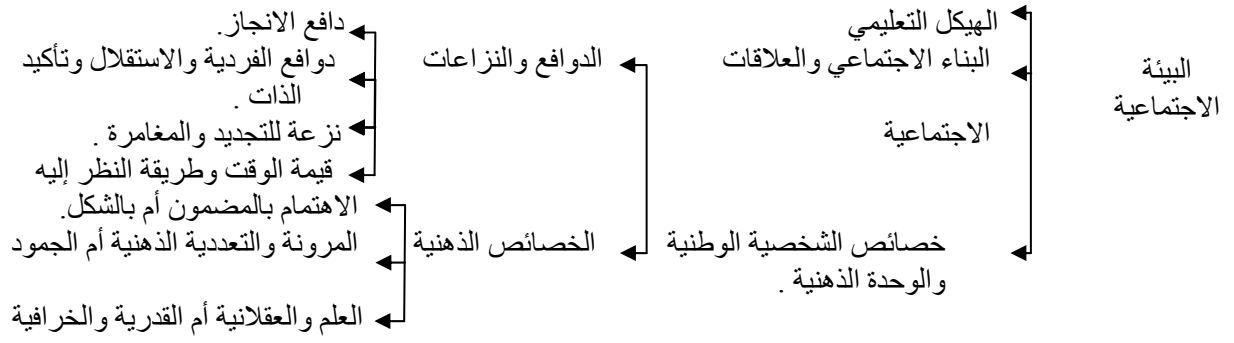 البيئة
الاجتماعية
الهيكل التعليمي
البناء الاجتماعي والعلاقات
الاجتماعية
خصائص الشخصية الوطنية
والوحدة الذهنية .
الدوافع والنزاعات
الخصائص الذهنية
دافع الانجاز.
دوافع الفردية والاستقلال وتأكيد
الذات .
نزعة للتجديد والمغامرة .
قيمة الوقت وطريقة النظر إليه
الاهتمام بالمضمون أم بالشكل.
المرونة والتعددية الذهنية أم الجمود
العلم والعقلانية أم القدرية والخرافية